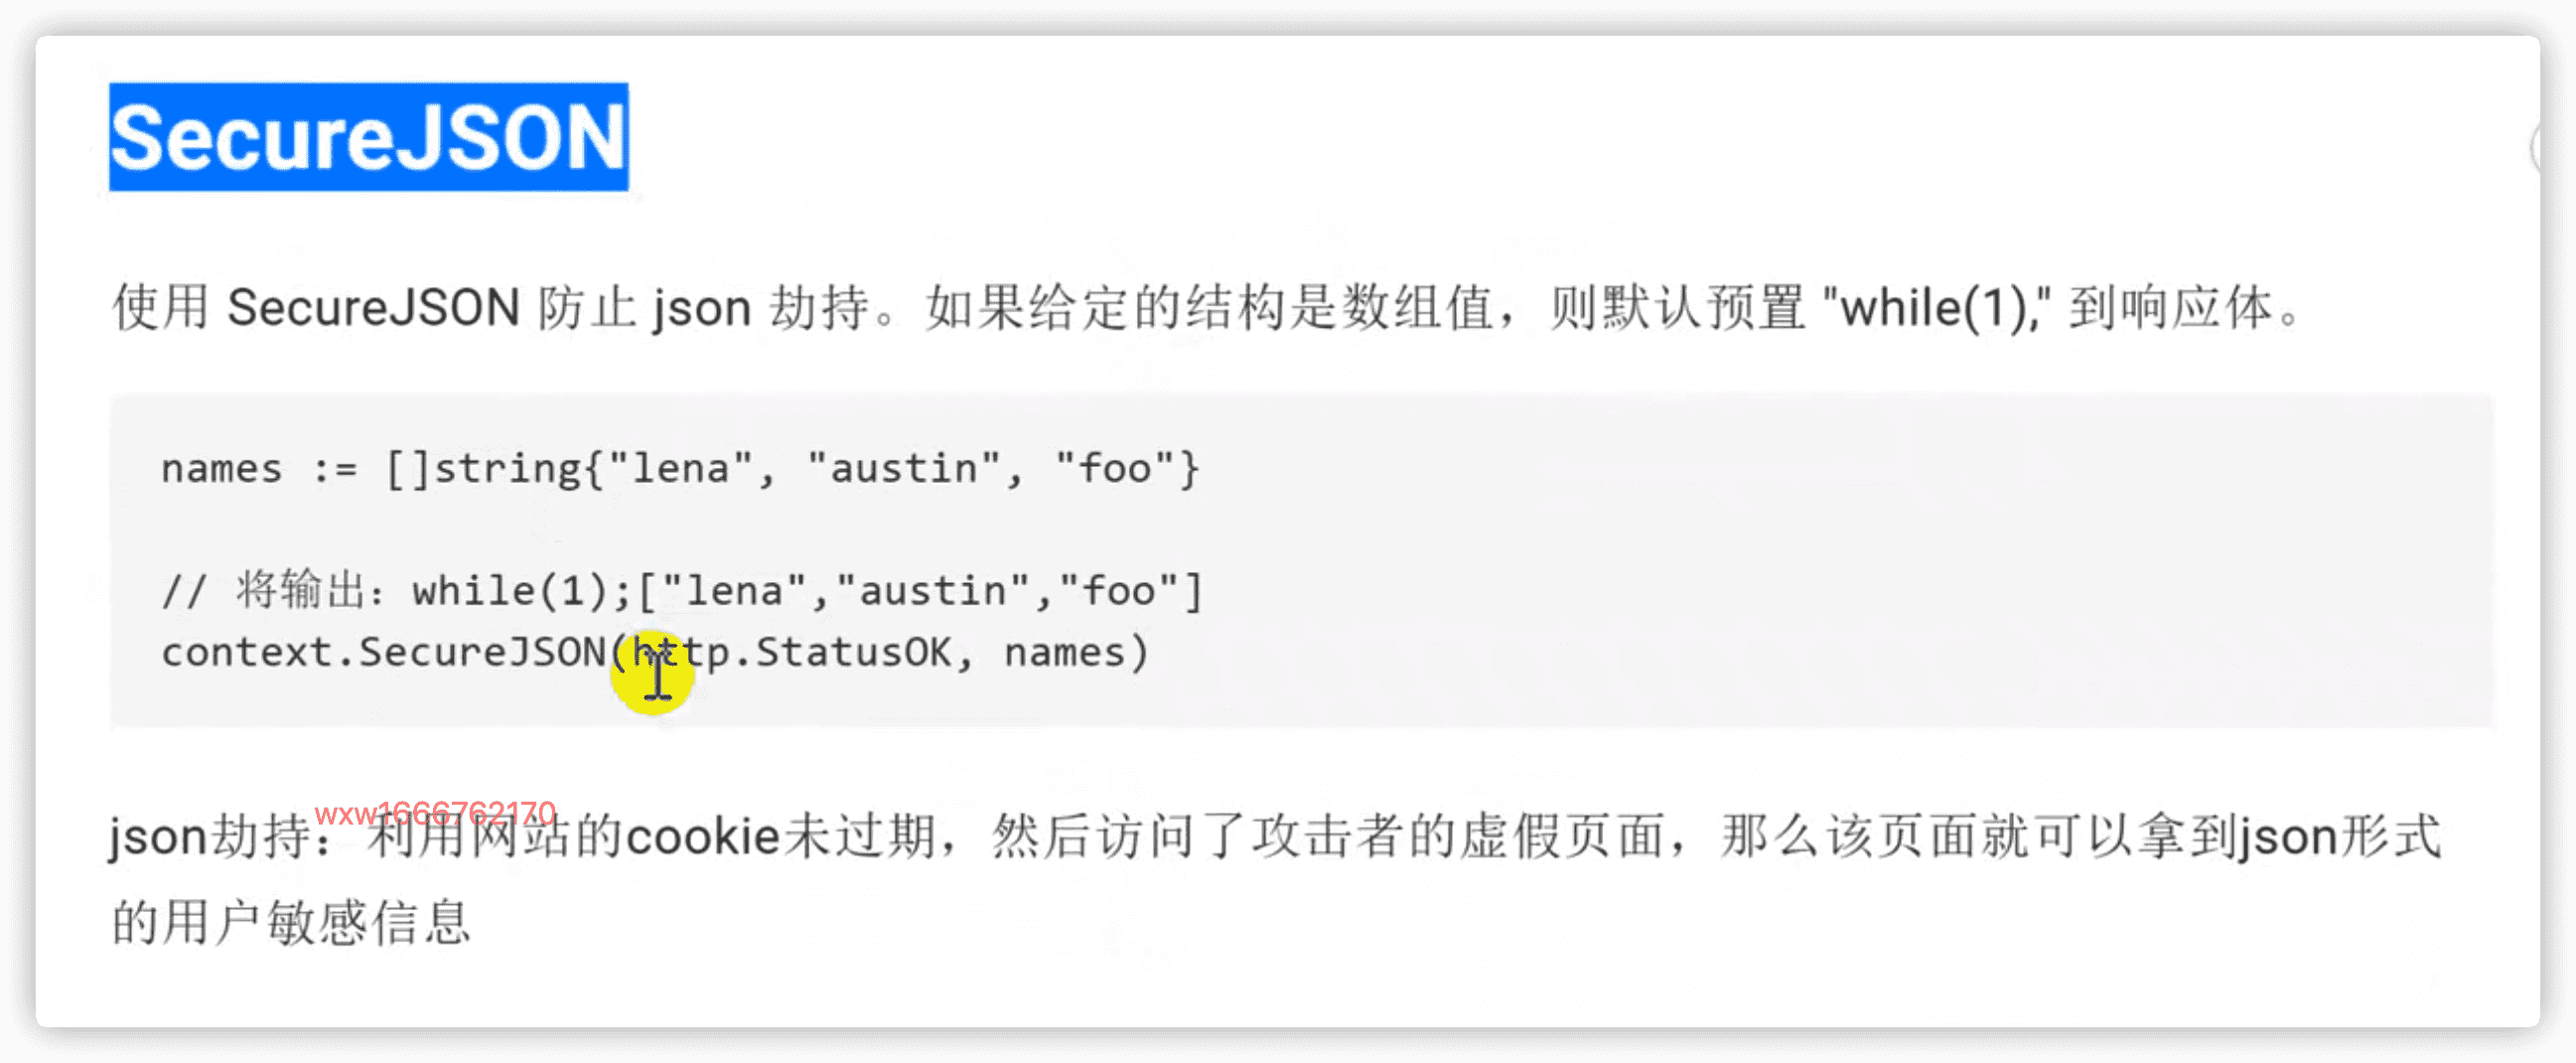 SecureJSON
使用 SecureJSON 防止 json 劫持。如果给定的结构是数组值，则默认预置 "while(1)," 到响应体。
names := []string{"lena", "austin", "foo"}
// 将输出：while(1);["lena","austin","foo"]
context.SecureJSON(http.StatusOK, names)
wxw1666762170
json劫持：利用网站的cookie未过期，然后访问了攻击者的虚假页面，那么该页面就可以拿到json形式
的用户敏感信息